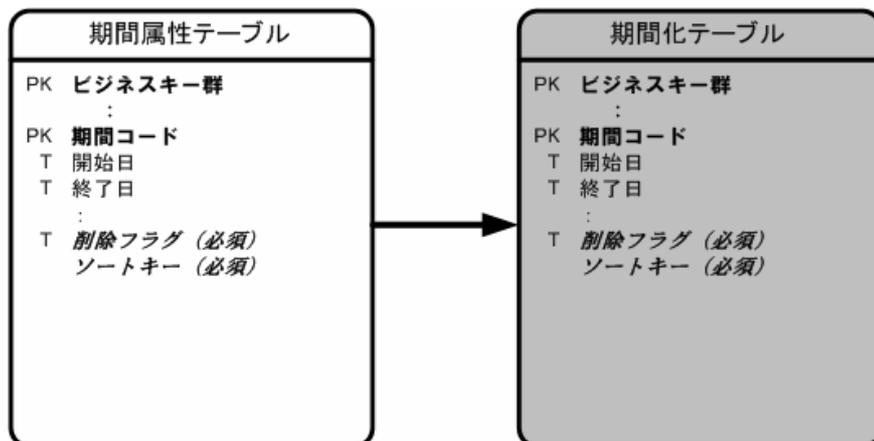 期間属性テーブル
PK ビジネスキー群
:
PK 期間コード
T 開始日
T 終了日
:
T 削除フラグ（必須）
ソートキー（必須）
期間化テーブル
PK ビジネスキー群
:
PK 期間コード
T 開始日
T 終了日
:
T 削除フラグ（必須）
ソートキー（必須）